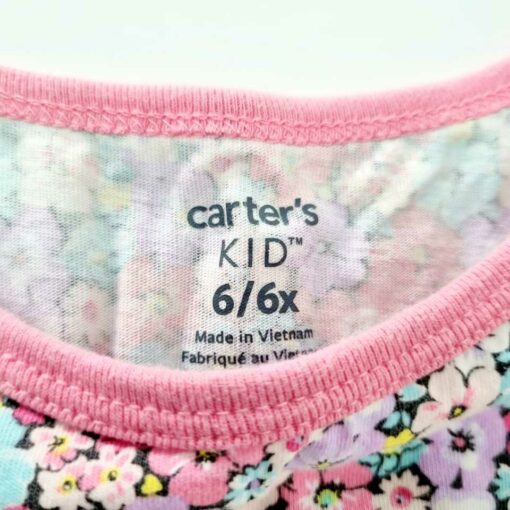 carter's
KID™
6/6x
Made in Vietnam
Fabriqué au